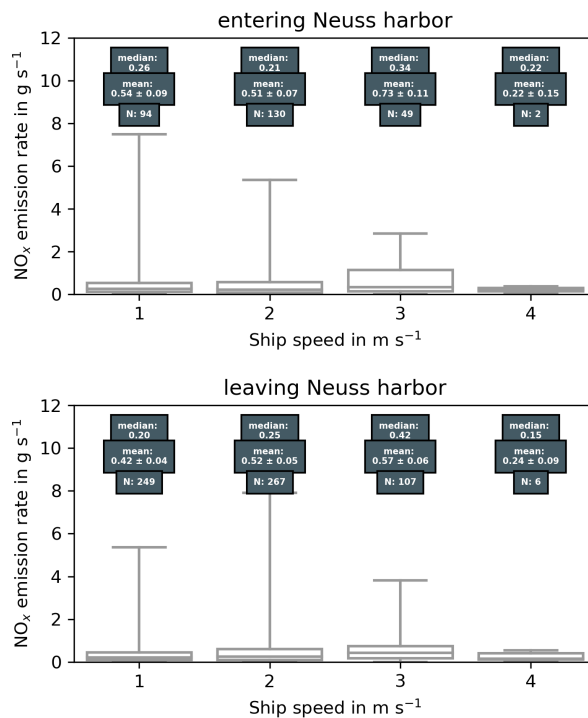 entering Neuss harbor
12
10
8
6
4
2
0
NOx emission rate in g s⁻¹
median:
0.26
mean:
0.54 ± 0.09
N: 94
median:
0.21
mean:
0.51 ± 0.07
N: 130
median:
0.34
mean:
0.73 ± 0.11
N: 49
median:
0.22
mean:
0.22 ± 0.15
N: 2
1 2 3 4
Ship speed in m s⁻¹
leaving Neuss harbor
12
10
8
6
4
2
0
NOx emission rate in g s⁻¹
median:
0.20
mean:
0.42 ± 0.04
N: 249
median:
0.25
mean:
0.52 ± 0.05
N: 267
median:
0.42
mean:
0.57 ± 0.06
N: 107
median:
0.15
mean:
0.24 ± 0.09
N: 6
1 2 3 4
Ship speed in m s⁻¹